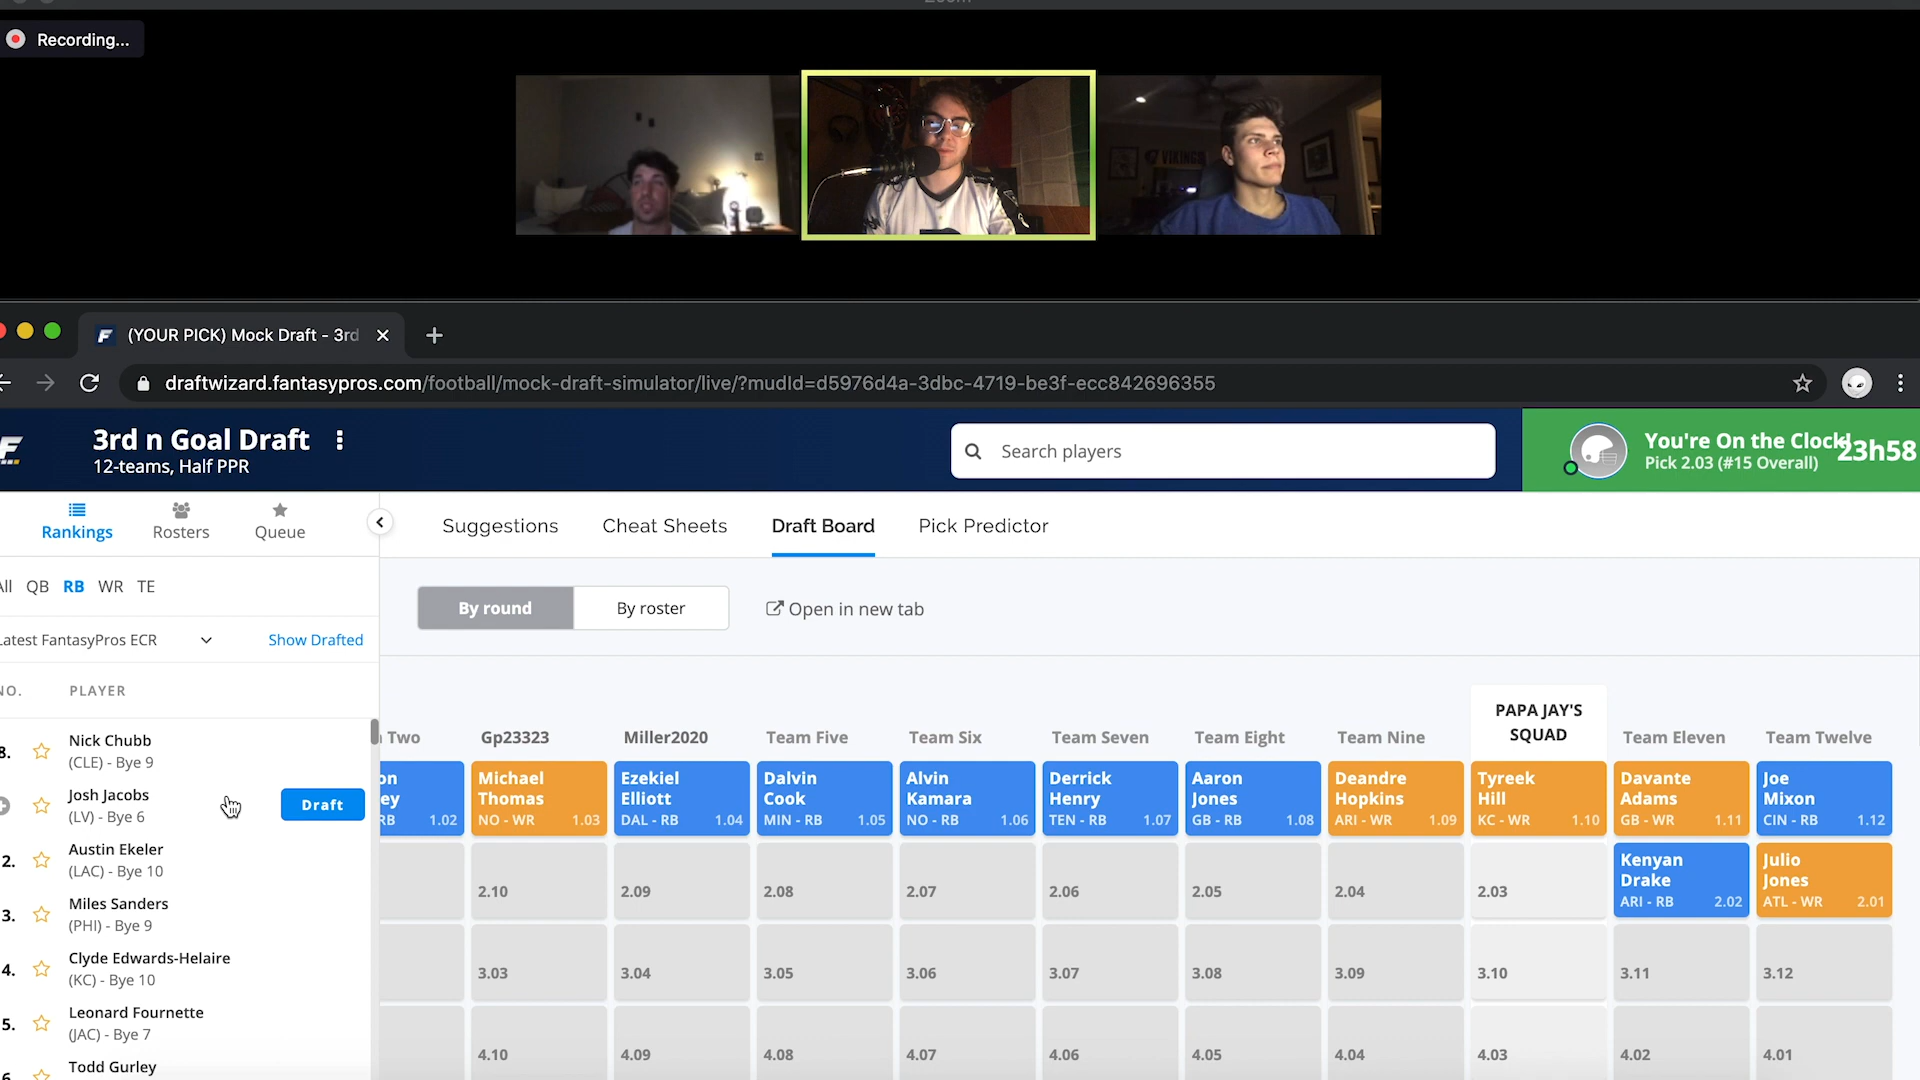 Recording...
VIKINGS
(YOUR PICK) Mock Draft - 3rd
draftwizard.fantasypros.com/football/mock-draft-simulator/live/?mudId=d5976d4a-3dbc-4719-be3f-ecc842696355
3rd n Goal Draft
12-teams, Half PPR
Search players
You're On the Clock!
23h58
Pick 2.03 (#15 Overall)
Rankings
Rosters
Queue
Suggestions
Cheat Sheets
Draft Board
Pick Predictor
All QB RB WR TE
By round
By roster
Open in new tab
Latest FantasyPros ECR
Show Drafted
NO. PLAYER
8. Nick Chubb
(CLE) - Bye 9
Josh Jacobs
(LV) - Bye 6
Draft
2. Austin Ekeler
(LAC) - Bye 10
3. Miles Sanders
(PHI) - Bye 9
4. Clyde Edwards-Helaire
(KC) - Bye 10
5. Leonard Fournette
(JAC) - Bye 7
6. Todd Gurley
Two
Gp23323
Miller2020
Team Five
Team Six
Team Seven
Team Eight
Team Nine
PAPA JAY'S
SQUAD
Team Eleven
Team Twelve
on
ey
RB 1.02
Michael
Thomas
NO - WR 1.03
Ezekiel
Elliott
DAL - RB 1.04
Dalvin
Cook
MIN - RB 1.05
Alvin
Kamara
NO - RB 1.06
Derrick
Henry
TEN - RB 1.07
Aaron
Jones
GB - RB 1.08
Deandre
Hopkins
ARI - WR 1.09
Tyreek
Hill
KC - WR 1.10
Davante
Adams
GB - WR 1.11
Joe
Mixon
CIN - RB 1.12
2.10
2.09
2.08
2.07
2.06
2.05
2.04
2.03
Kenyan
Drake
ARI - RB 2.02
Julio
Jones
ATL - WR 2.01
3.03
3.04
3.05
3.06
3.07
3.08
3.09
3.10
3.11
3.12
4.10
4.09
4.08
4.07
4.06
4.05
4.04
4.03
4.02
4.01